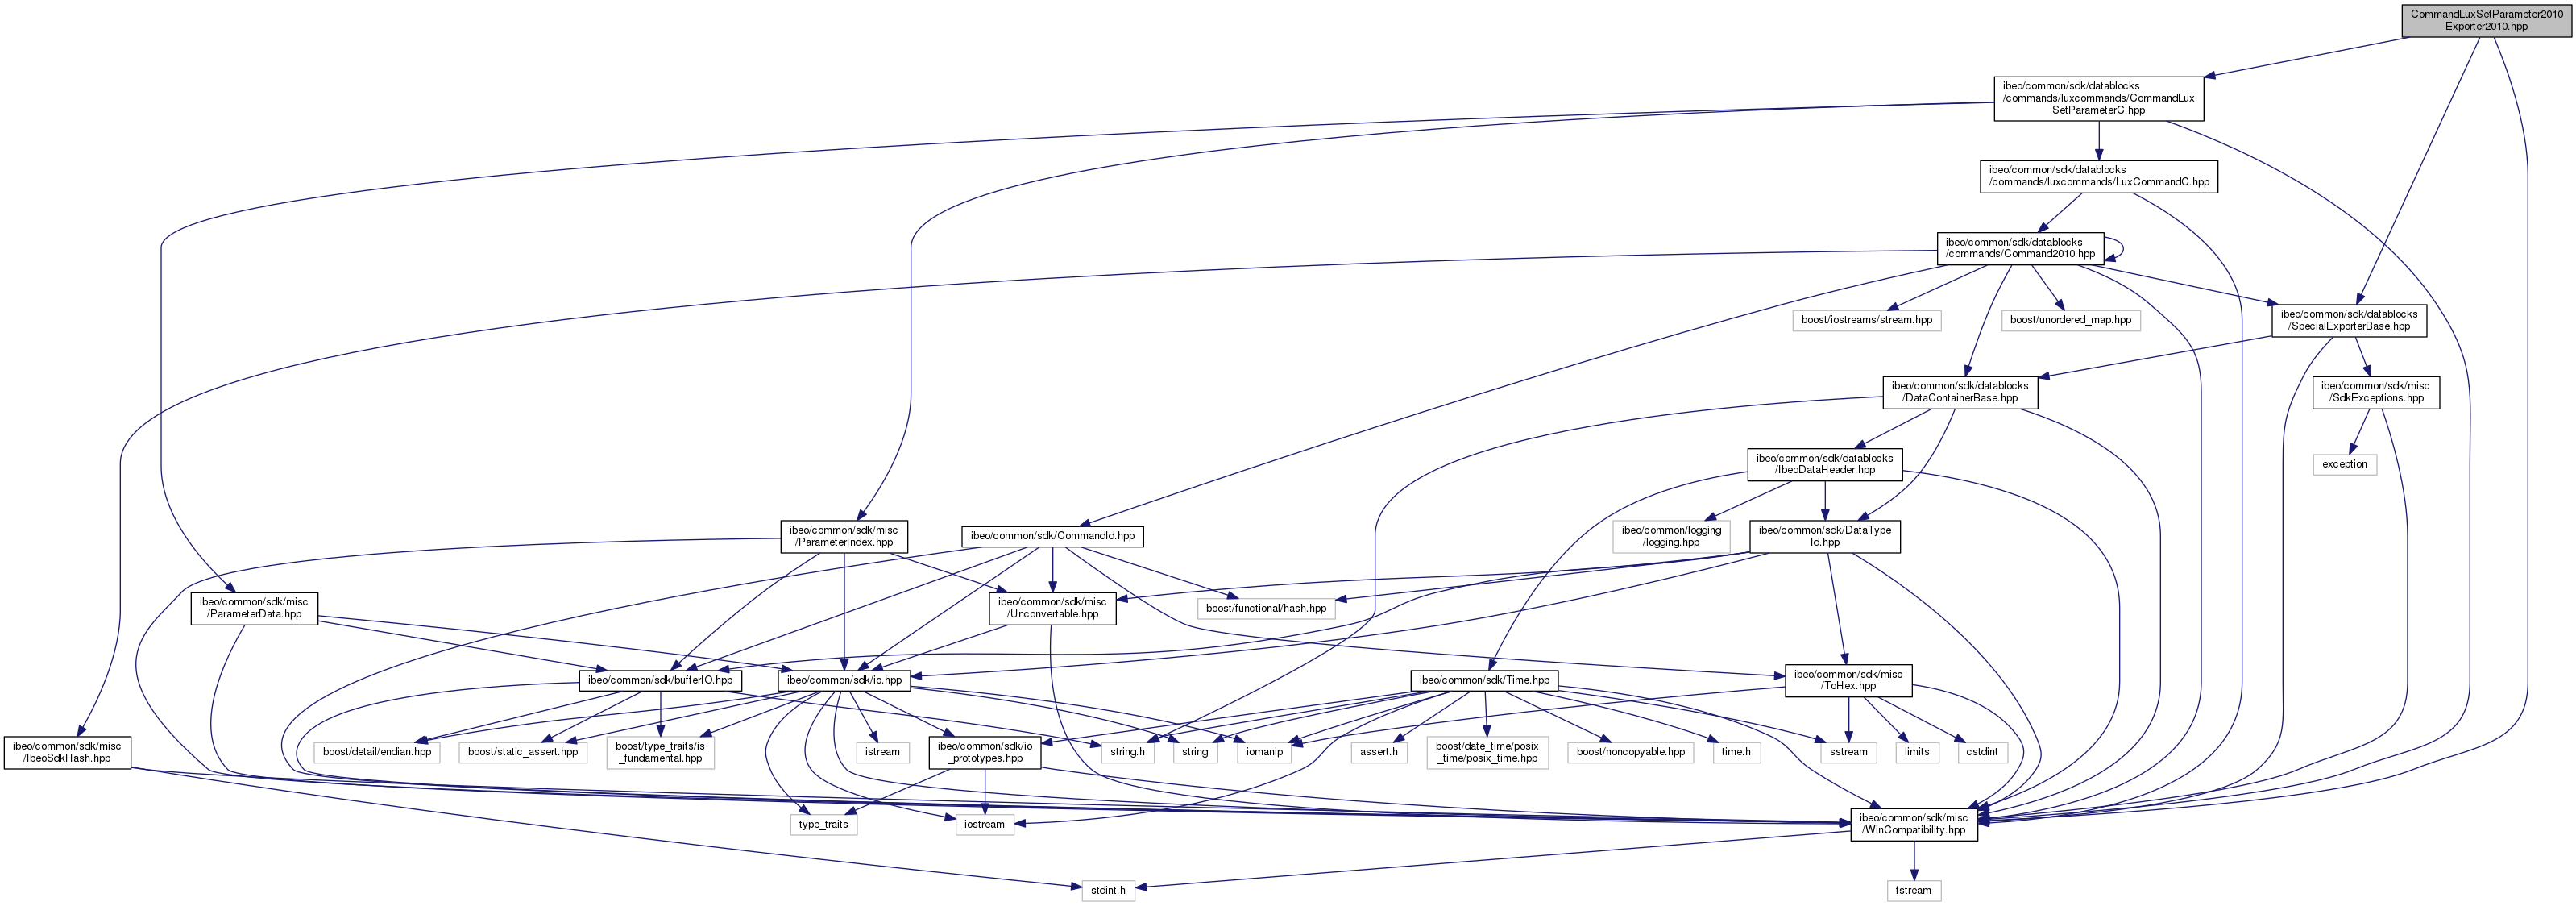 CommandLuxSetParameter2010
Exporter2010.hpp
ibeo/common/sdk/datablocks
/commands/luxcommands/CommandLux
SetParameterC.hpp
ibeo/common/sdk/datablocks
/commands/luxcommands/LuxCommandC.hpp
ibeo/common/sdk/datablocks
/commands/Command2010.hpp
boost/iostreams/stream.hpp
boost/unordered_map.hpp
ibeo/common/sdk/datablocks
/SpecialExporterBase.hpp
ibeo/common/sdk/datablocks
/DataContainerBase.hpp
ibeo/common/sdk/misc
/SdkExceptions.hpp
ibeo/common/sdk/datablocks
/IbeoDataHeader.hpp
exception
ibeo/common/sdk/misc
/ParameterIndex.hpp
ibeo/common/sdk/CommandId.hpp
ibeo/common/logging
/logging.hpp
ibeo/common/sdk/DataType
Id.hpp
ibeo/common/sdk/misc
/ParameterData.hpp
ibeo/common/sdk/misc
/Unconvertable.hpp
boost/functional/hash.hpp
ibeo/common/sdk/bufferIO.hpp
ibeo/common/sdk/io.hpp
ibeo/common/sdk/Time.hpp
ibeo/common/sdk/misc
/ToHex.hpp
ibeo/common/sdk/misc
/IbeoSdkHash.hpp
boost/detail/endian.hpp
boost/static_assert.hpp
boost/type_traits/is
_fundamental.hpp
istream
ibeo/common/sdk/io
_prototypes.hpp
string.h
string
iomanip
assert.h
boost/date_time/posix
_time/posix_time.hpp
boost/noncopyable.hpp
time.h
sstream
limits
cstdint
type_traits
iostream
ibeo/common/sdk/misc
/WinCompatibility.hpp
stdint.h
fstream